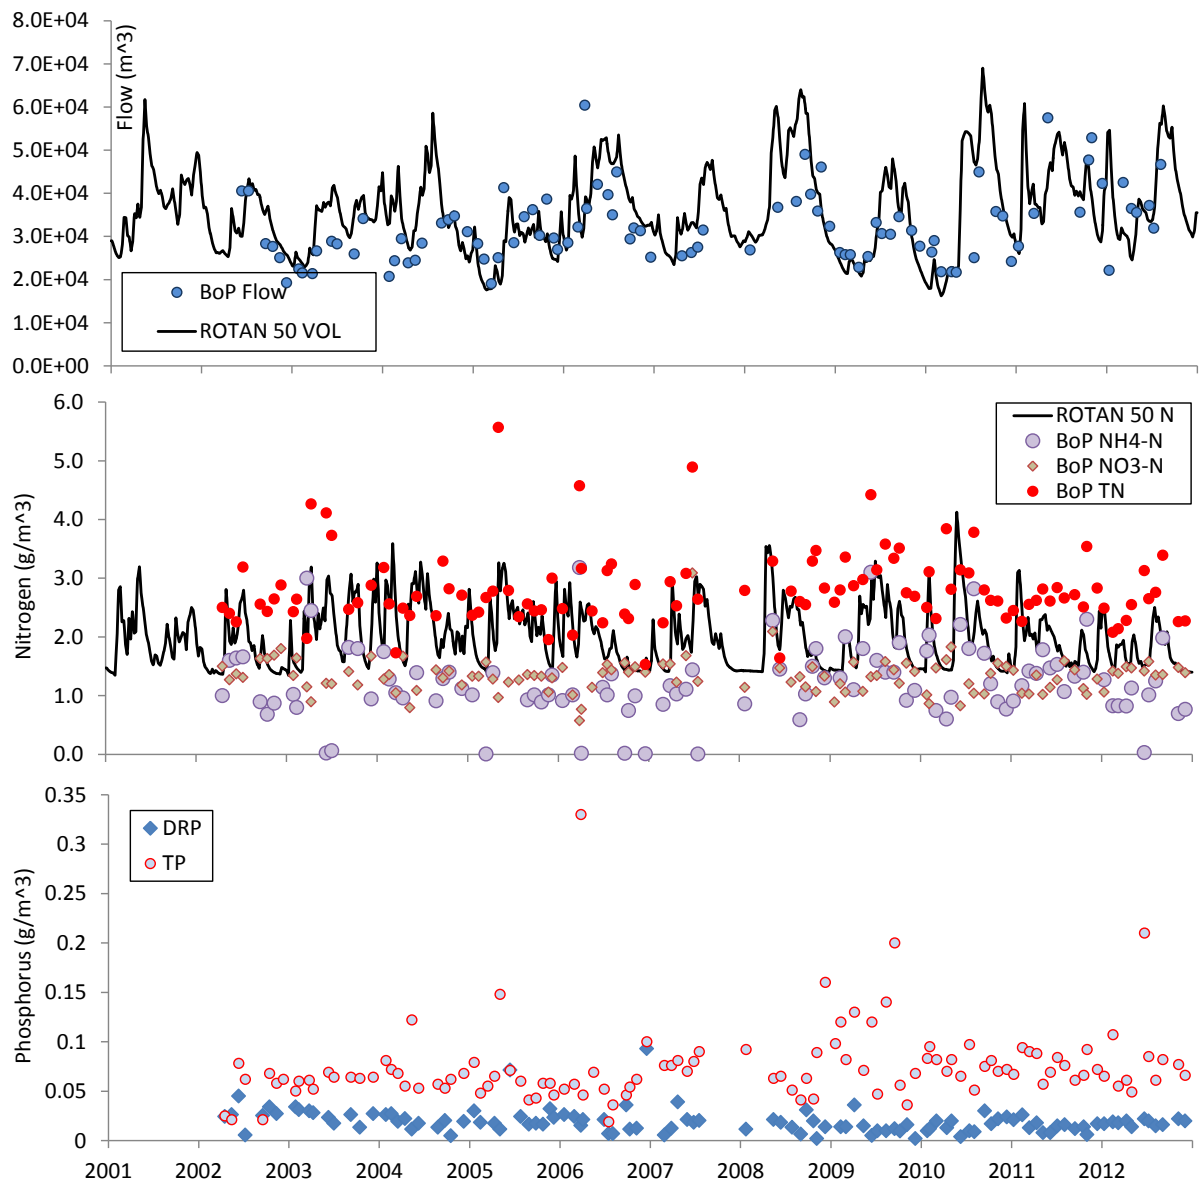 8.0E+04
7.0E+04
6.0E+04
5.0E+04
4.0E+04
3.0E+04
2.0E+04
1.0E+04
0.0E+00
Flow (m^3)
BoP Flow
ROTAN 50 VOL
6.0
5.0
4.0
3.0
2.0
1.0
0.0
Nitrogen (g/m^3)
ROTAN 50 N
BoP NH4-N
BoP NO3-N
BoP TN
0.35
0.3
0.25
0.2
0.15
0.1
0.05
0
Phosphorus (g/m^3)
DRP
TP
2001 2002 2003 2004 2005 2006 2007 2008 2009 2010 2011 2012